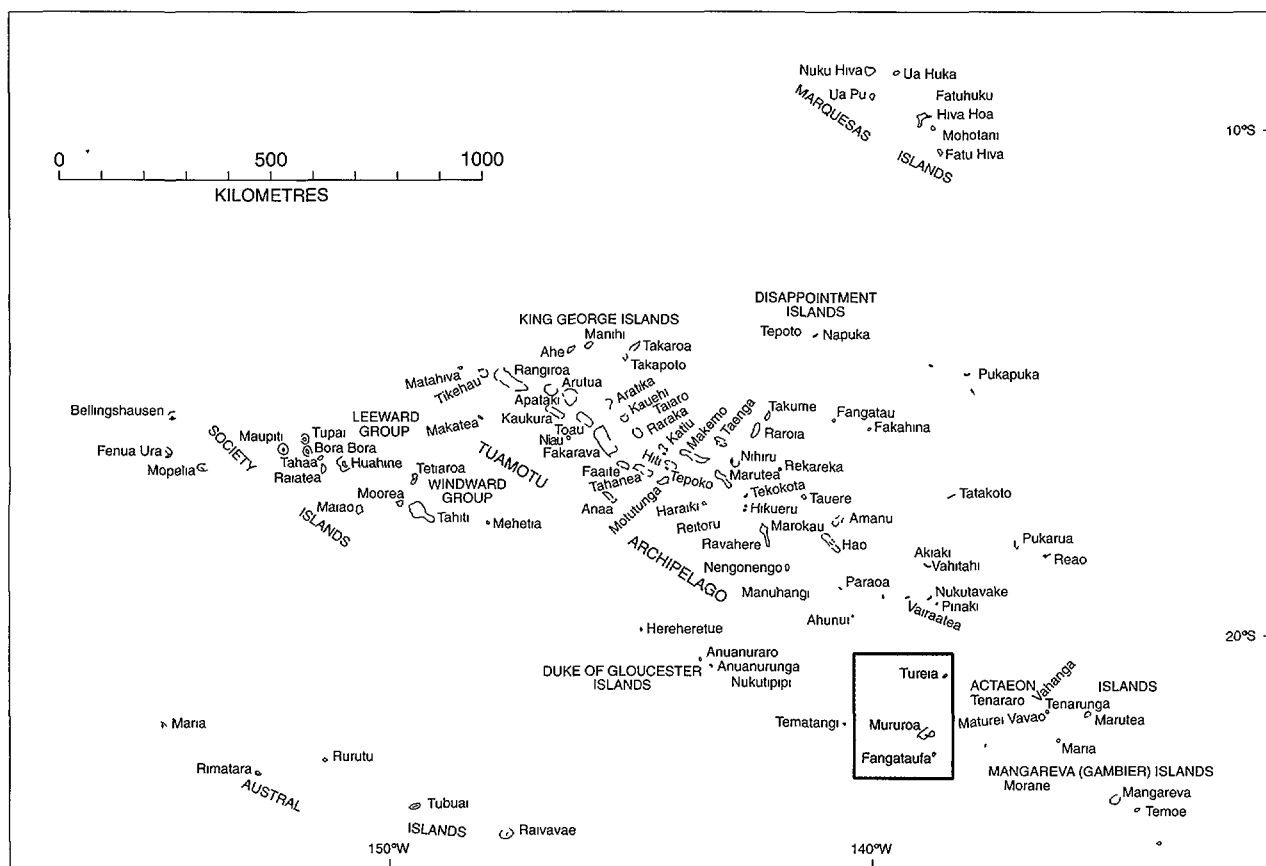 Nuku Hiva
Ua Huka
Ua Pu
Fatuhuku
Hiva Hoa
Mohotani
Fatu Hiva
MARQUESAS
ISLANDS
10°S
0 500 1000
KILOMETRES
DISAPPOINTMENT
ISLANDS
Tepoto
Napuka
KING GEORGE ISLANDS
Manihi
Ahe
Takaroa
Takapoto
Pukapuka
Matahiva
Tikehau
Rangiroa
Arutua
Apataki
Kaukura
Aratika
Kauehi
Taiaro
Raraka
Katiu
Makemo
Taenga
Takume
Raroia
Fangatau
Fakahina
Bellingshausen
Fenua Ura
Mopelia
SOCIETY
Maupiti
LEEWARD
GROUP
Tupai
Bora Bora
Tahaa
Raiatea
Huahine
Makatea
Toau
Niau
Fakarava
TUAMOTU
Tetiaroa
WINDWARD
GROUP
Moorea
Maiao
ISLANDS
Tahiti
Mehetia
Faaite
Tahanea
Anaa
Hiti
Tepoko
Motutunga
Nihiru
Marutea
Rekareka
Tekokota
Tauere
Haraiki
Hikueru
Reitoru
Marokau
Ravahere
Amanu
Hao
Tatakoto
Pukarua
Reao
Akiaki
Vahitahi
ARCHIPELAGO
Nengonengo
Manuhangi
Paraoa
Nukutavake
Pinaki
Vairaatea
Ahunui
Hereheretue
20°S
Anuanuraro
Anuanurunga
Nukutipipi
DUKE OF GLOUCESTER
ISLANDS
Tureia
ACTAEON
ISLANDS
Tenararo
Vahanga
Tenarunga
Maturei Vavao
Marutea
Tematangi
Mururoa
Fangataufa
Maria
MANGAREVA (GAMBIER) ISLANDS
Morane
Mangareva
Temoe
Maria
Rimatara
Rurutu
AUSTRAL
Tubuai
ISLANDS
Raivavae
150°W
140°W